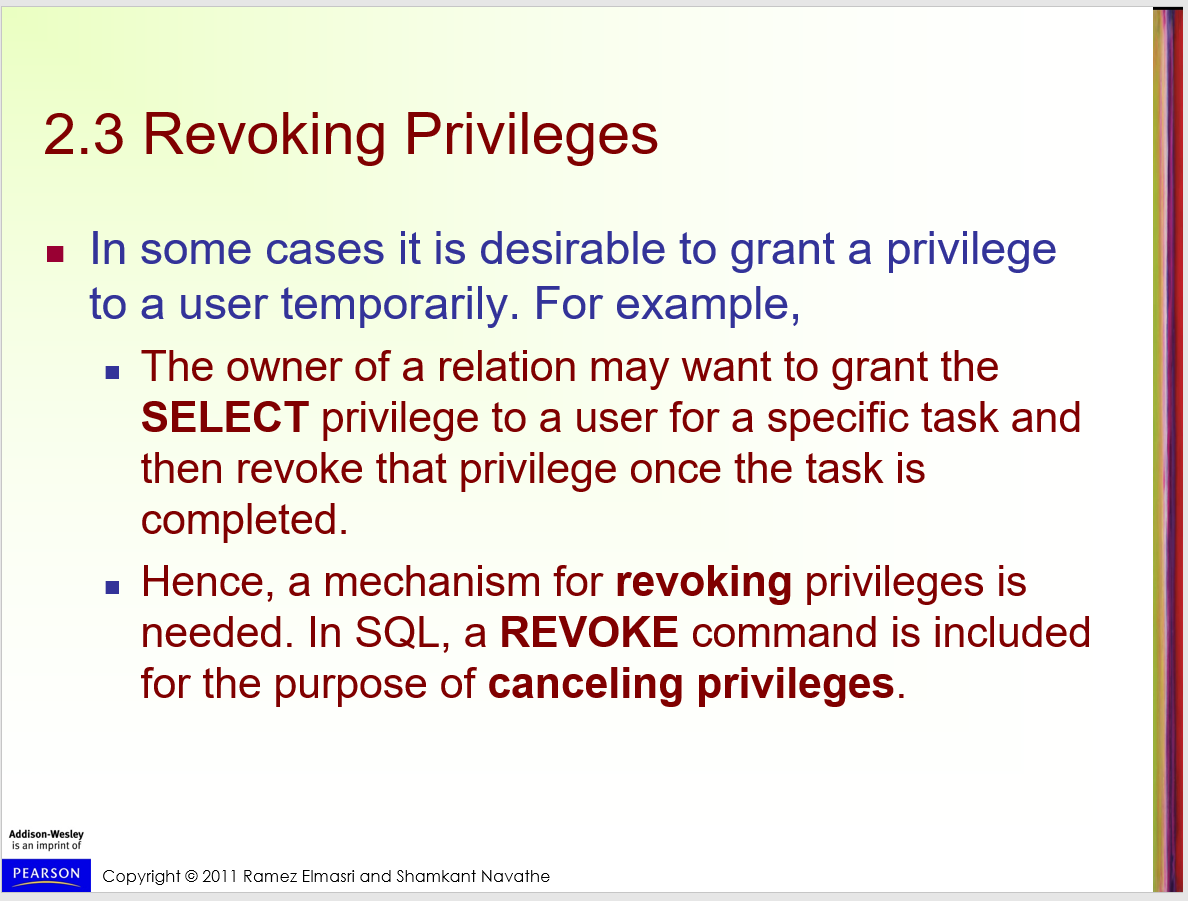 2.3 Revoking Privileges
In some cases it is desirable to grant a privilege
to a user temporarily. For example,
The owner of a relation may want to grant the
SELECT privilege to a user for a specific task and
then revoke that privilege once the task is
completed.
Hence, a mechanism for revoking privileges is
needed. In SQL, a REVOKE command is included
for the purpose of canceling privileges.
Addison-Wesley
is an imprint of
PEARSON
Copyright © 2011 Ramez Elmasri and Shamkant Navathe